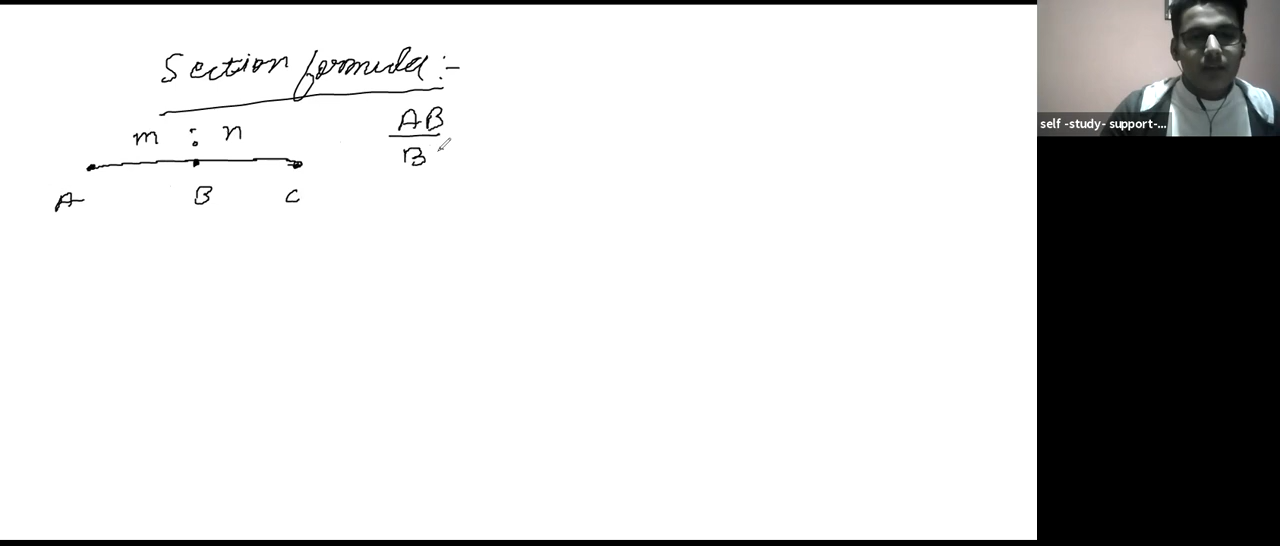 Section formula :-
m : n
A B C
AB
B
self -study- support-...